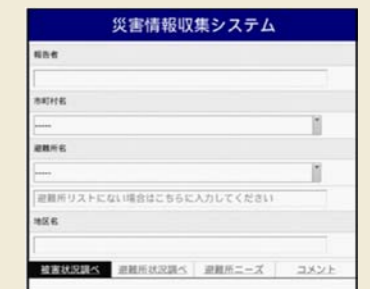 災害情報収集システム
報告者
市町村名
-----
避難所名
-----
避難所リストにない場合はこちらに入力してください
地区名
被害状況調べ 避難所状況調べ 避難所ニーズ コメント